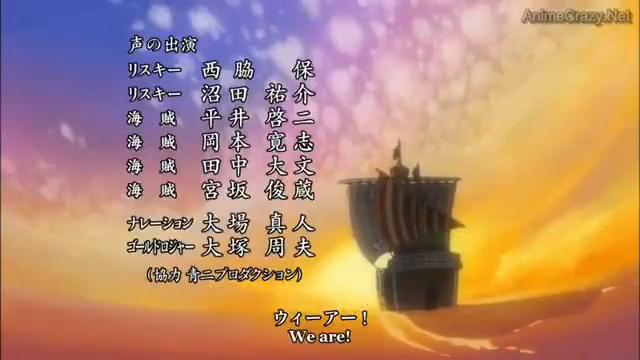 AnimeCrazy.Net
声の出演
リスキー 西脇 保
リスキー 沼田 祐介
海賊 平井 啓二
海賊 岡本 寛志
海賊 田中 大文
海賊 宮坂 俊蔵
ナレーション 大場 真人
ゴールドロジャー 大塚 周夫
(協力 青二プロダクション)
ウィーアー!
We are!